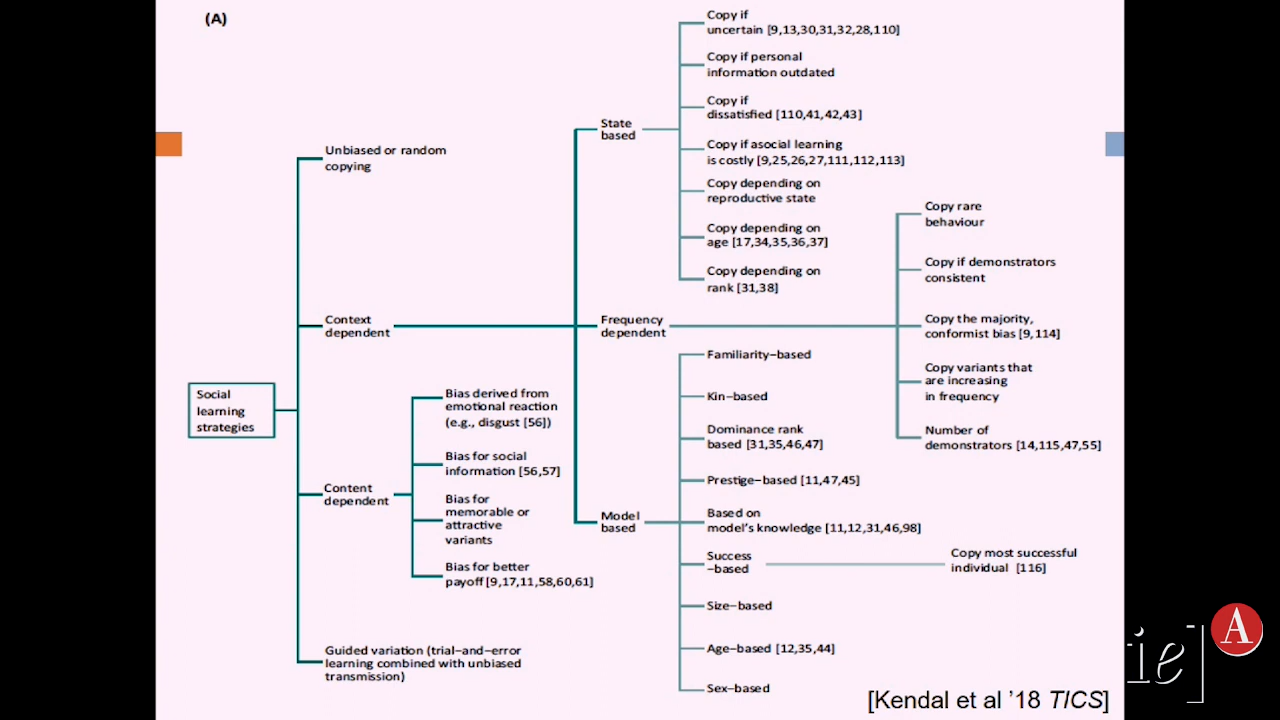 (A)
Social
learning
strategies
Unbiased or random
copying
Context
dependent
Content
dependent
Guided variation (trial–and–error
learning combined with unbiased
transmission)
Bias derived from
emotional reaction
(e.g., disgust [56])
Bias for social
information [56,57]
Bias for
memorable or
attractive
variants
Bias for better
payoff [9,17,11,58,60,61]
State
based
Frequency
dependent
Model
based
Copy if
uncertain [9,13,30,31,32,28,110]
Copy if personal
information outdated
Copy if
dissatisfied [110,41,42,43]
Copy if asocial learning
is costly [9,25,26,27,111,112,113]
Copy depending on
reproductive state
Copy depending on
age [17,34,35,36,37]
Copy depending on
rank [31,38]
Copy rare
behaviour
Copy if demonstrators
consistent
Copy the majority,
conformist bias [9,114]
Copy variants that
are increasing
in frequency
Number of
demonstrators [14,115,47,55]
Familiarity–based
Kin–based
Dominance rank
based [31,35,46,47]
Prestige–based [11,47,45]
Based on
model's knowledge [11,12,31,46,98]
Success
–based
Copy most successful
individual [116]
Size–based
Age–based [12,35,44]
Sex–based
[Kendal et al '18 TICS]
ie]
A